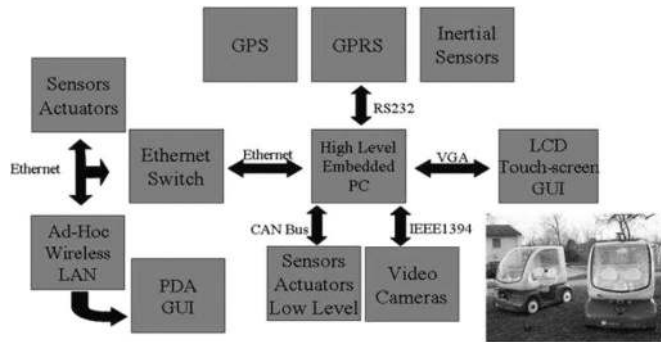 GPS
GPRS
Inertial
Sensors
Sensors
Actuators
RS232
Ethernet
Ethernet
Switch
Ethernet
High Level
Embedded
PC
VGA
LCD
Touch-screen
GUI
Ad-Hoc
Wireless
LAN
CAN Bus
IEEE1394
PDA
GUI
Sensors
Actuators
Low Level
Video
Cameras